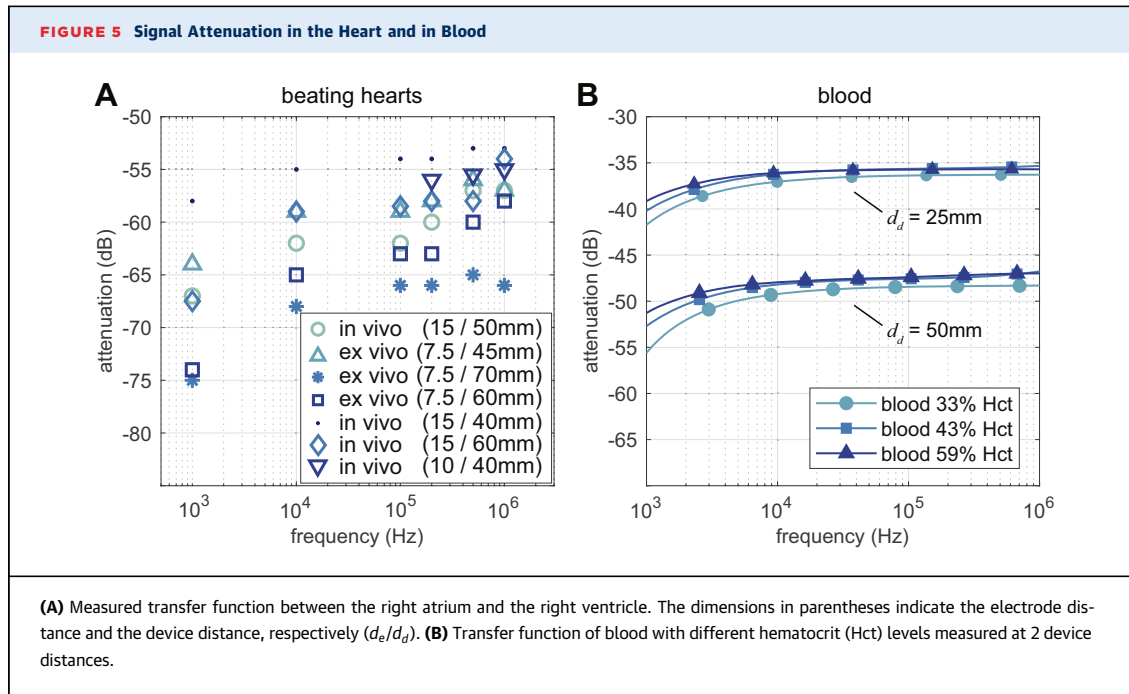 FIGURE 5 Signal Attenuation in the Heart and in Blood
A
beating hearts
-50
-55
-60
-65
-70
-75
-80
attenuation (dB)
in vivo (15 / 50mm)
ex vivo (7.5 / 45mm)
ex vivo (7.5 / 70mm)
ex vivo (7.5 / 60mm)
in vivo (15 / 40mm)
in vivo (15 / 60mm)
in vivo (10 / 40mm)
10³ 10⁴ 10⁵ 10⁶
frequency (Hz)
B
blood
-30
-35
-40
-45
-50
-55
-60
-65
attenuation (dB)
d_d = 25mm
d_d = 50mm
blood 33% Hct
blood 43% Hct
blood 59% Hct
10³ 10⁴ 10⁵ 10⁶
frequency (Hz)
(A) Measured transfer function between the right atrium and the right ventricle. The dimensions in parentheses indicate the electrode dis-
tance and the device distance, respectively (d_e/d_d). (B) Transfer function of blood with different hematocrit (Hct) levels measured at 2 device
distances.